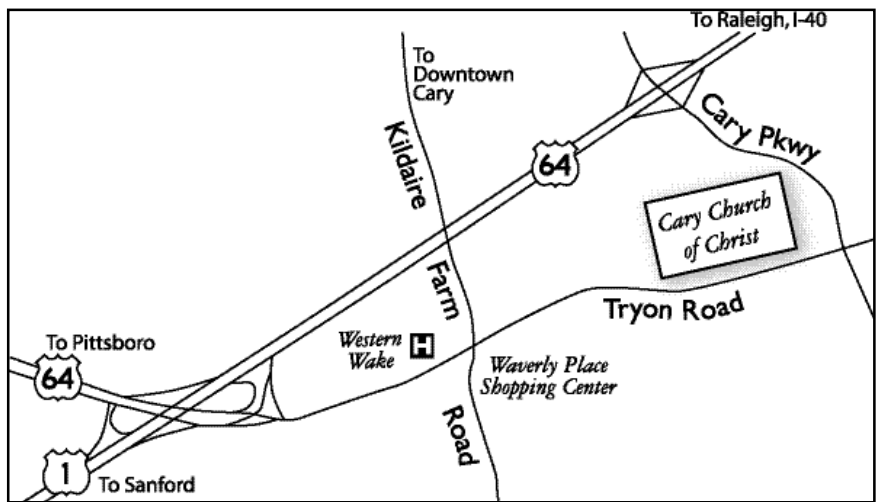 To Raleigh, I-40
To
Downtown
Cary
Kildaire
Farm
Road
64
Cary Pkwy
Cary Church
of Christ
Tryon Road
Western
Wake
H
Waverly Place
Shopping Center
To Pittsboro
64
1
To Sanford